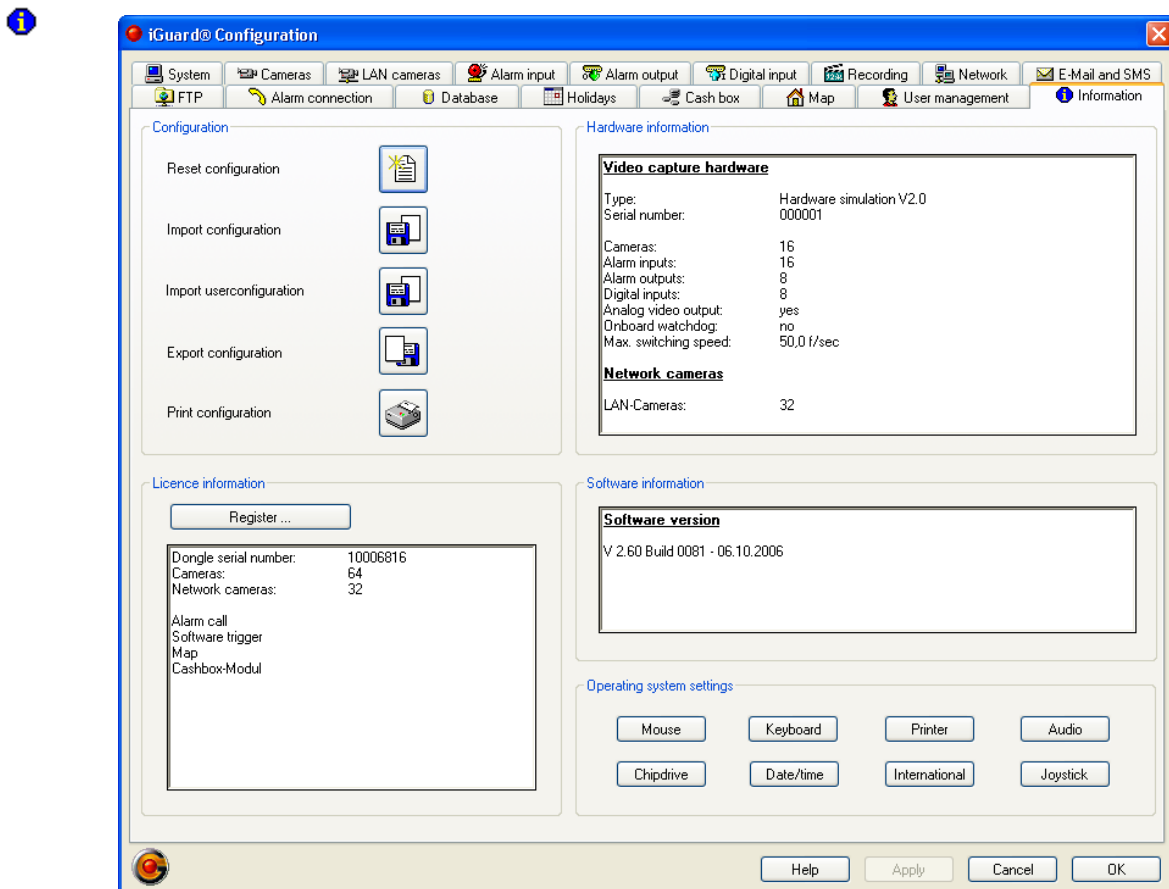 iGuard® Configuration
System Cameras LAN cameras Alarm input Alarm output Digital input Recording Network E-Mail and SMS
FTP Alarm connection Database Holidays Cash box Map User management Information
Configuration
Reset configuration
Import configuration
Import userconfiguration
Export configuration
Print configuration
Hardware information
Video capture hardware
Type: Hardware simulation V2.0
Serial number: 000001
Cameras: 16
Alarm inputs: 16
Alarm outputs: 8
Digital inputs: 8
Analog video output: yes
Onboard watchdog: no
Max. switching speed: 50,0 f/sec
Network cameras
LAN-Cameras: 32
Licence information
Register ...
Dongle serial number: 10006816
Cameras: 64
Network cameras: 32
Alarm call
Software trigger
Map
Cashbox-Modul
Software information
Software version
V 2.60 Build 0081 - 06.10.2006
Operating system settings
Mouse Keyboard Printer Audio
Chipdrive Date/time International Joystick
Help Apply Cancel OK